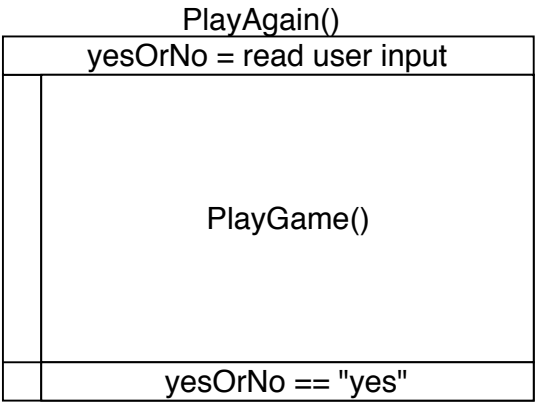 PlayAgain()
yesOrNo = read user input
PlayGame()
yesOrNo == "yes"